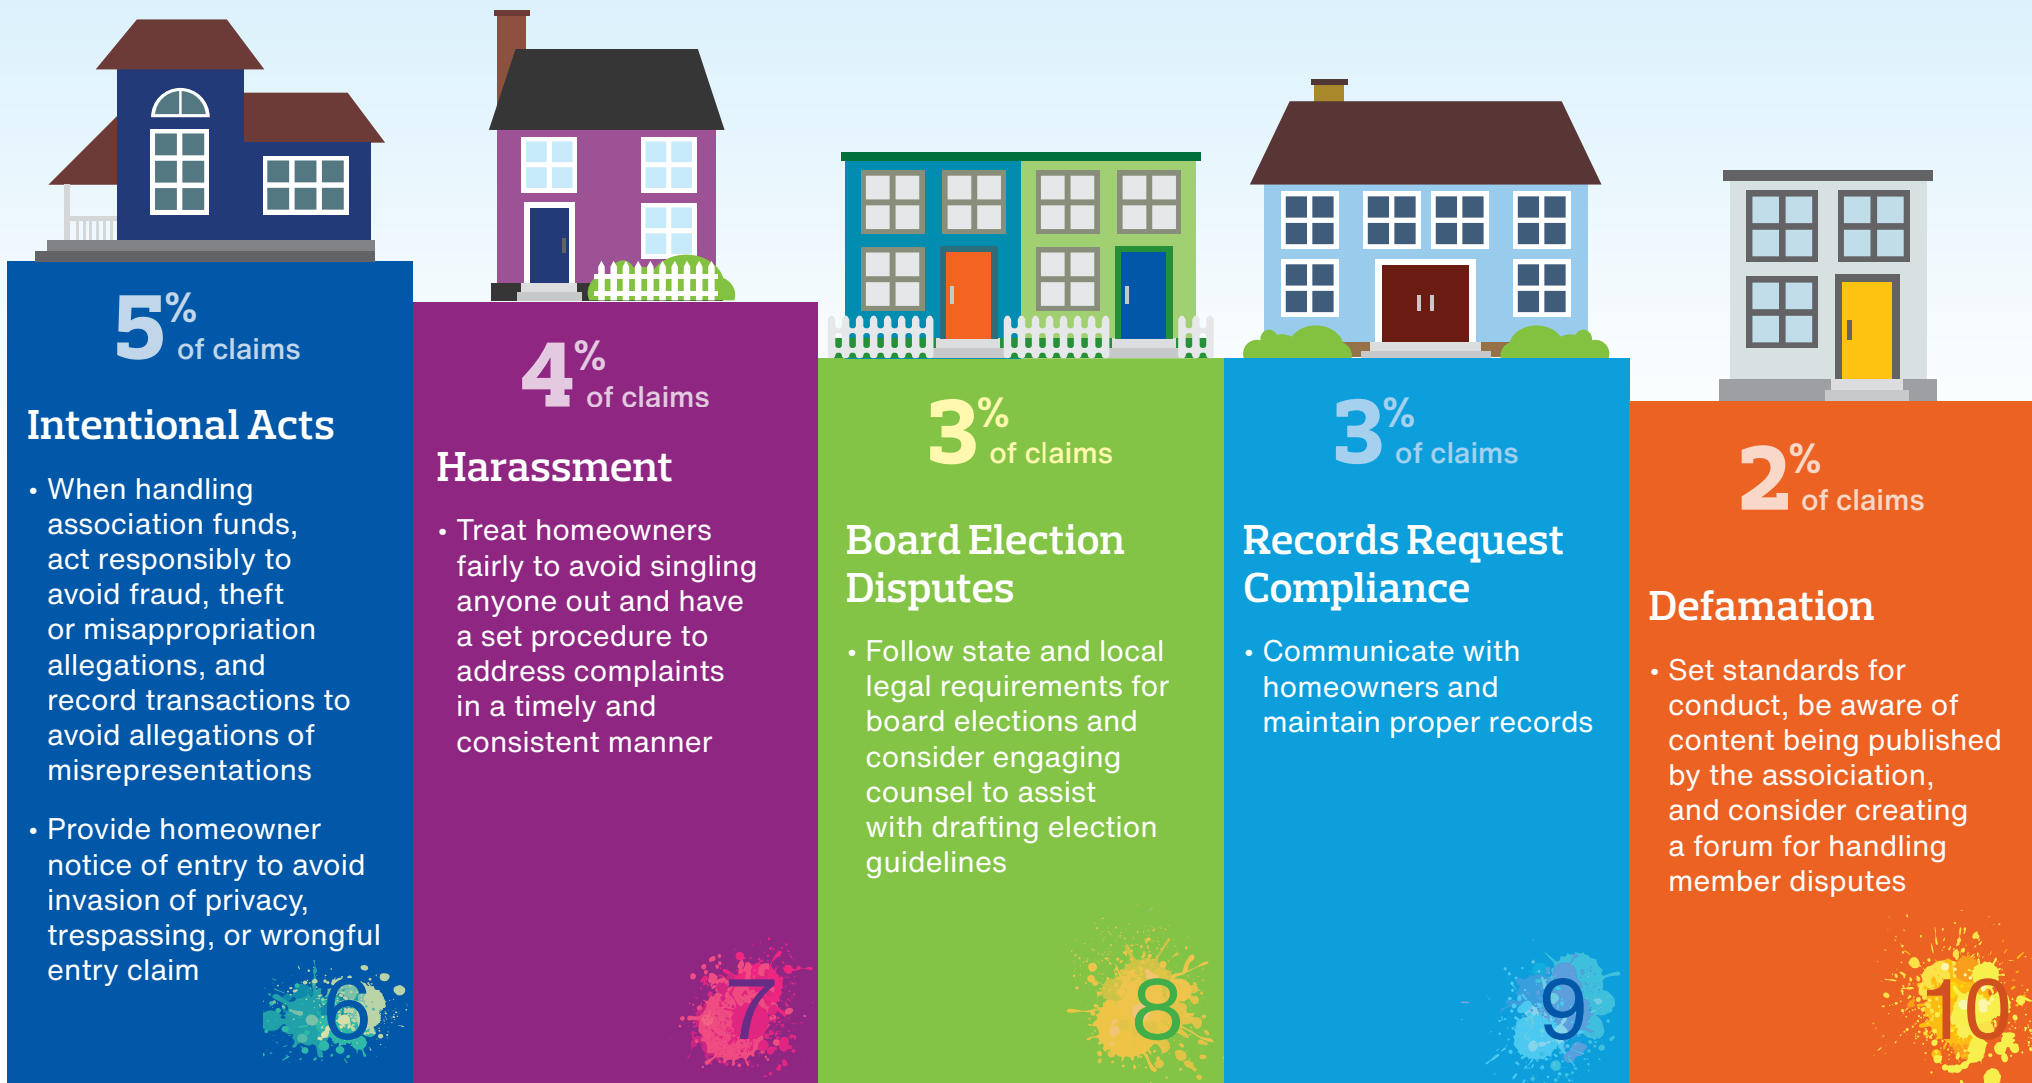 5%
of claims
Intentional Acts
• When handling
association funds,
act responsibly to
avoid fraud, theft
or misappropriation
allegations, and
record transactions to
avoid allegations of
misrepresentations
• Provide homeowner
notice of entry to avoid
invasion of privacy,
trespassing, or wrongful
entry claim
6
4%
of claims
Harassment
• Treat homeowners
fairly to avoid singling
anyone out and have
a set procedure to
address complaints
in a timely and
consistent manner
7
3%
of claims
Board Election
Disputes
• Follow state and local
legal requirements for
board elections and
consider engaging
counsel to assist
with drafting election
guidelines
8
3%
of claims
Records Request
Compliance
• Communicate with
homeowners and
maintain proper records
9
2%
of claims
Defamation
• Set standards for
conduct, be aware of
content being published
by the assoiciation,
and consider creating
a forum for handling
member disputes
10